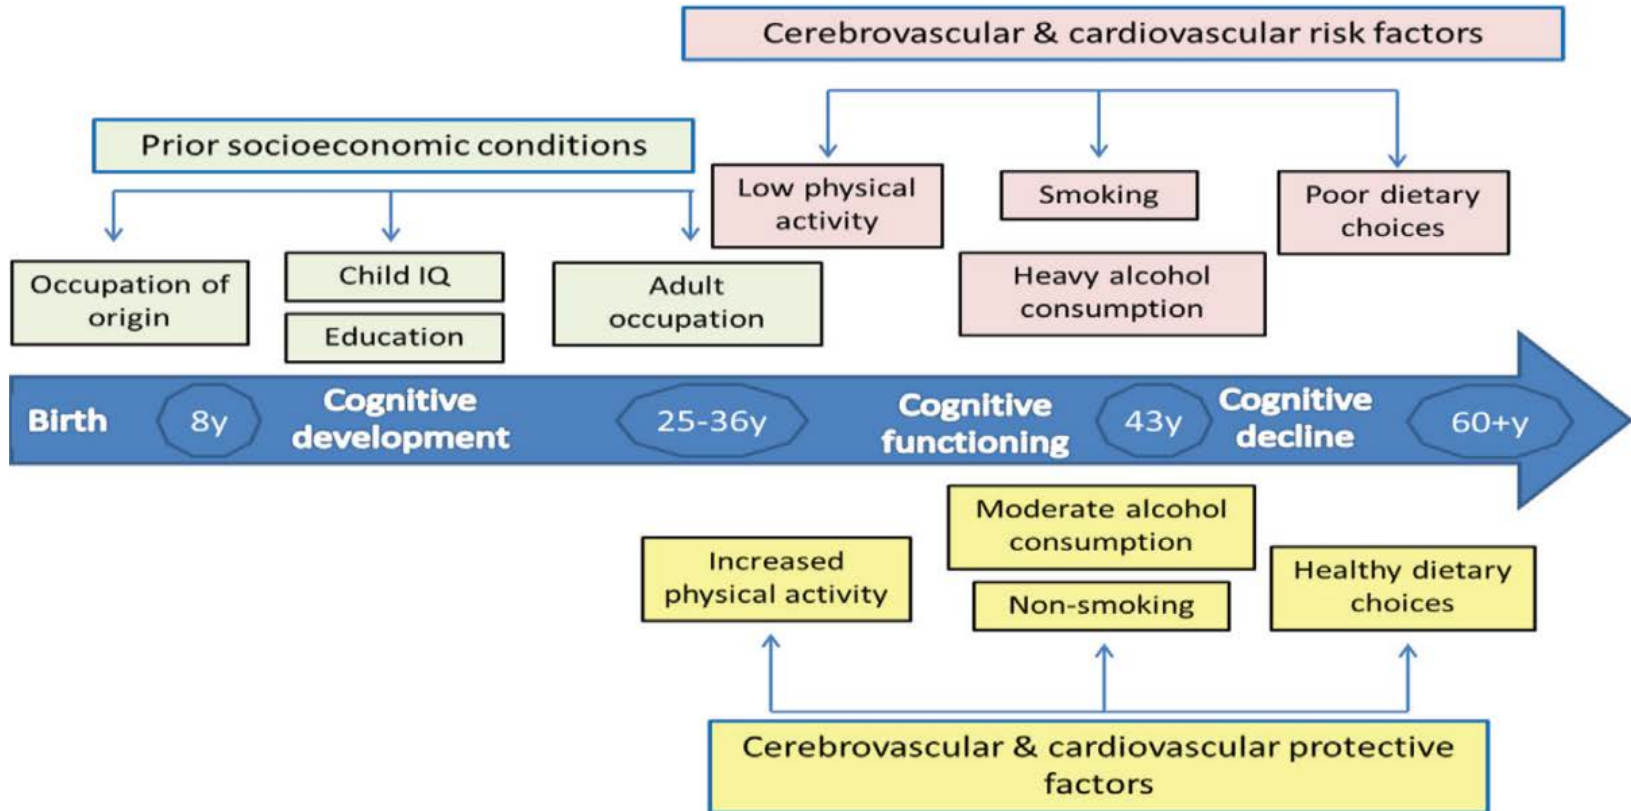 Cerebrovascular & cardiovascular risk factors
Prior socioeconomic conditions
Low physical
activity
Smoking
Poor dietary
choices
Occupation of
origin
Child IQ
Education
Adult
occupation
Heavy alcohol
consumption
Birth
8y
Cognitive
development
25-36y
Cognitive
functioning
43y
Cognitive
decline
60+y
Increased
physical activity
Moderate alcohol
consumption
Non-smoking
Healthy dietary
choices
Cerebrovascular & cardiovascular protective
factors